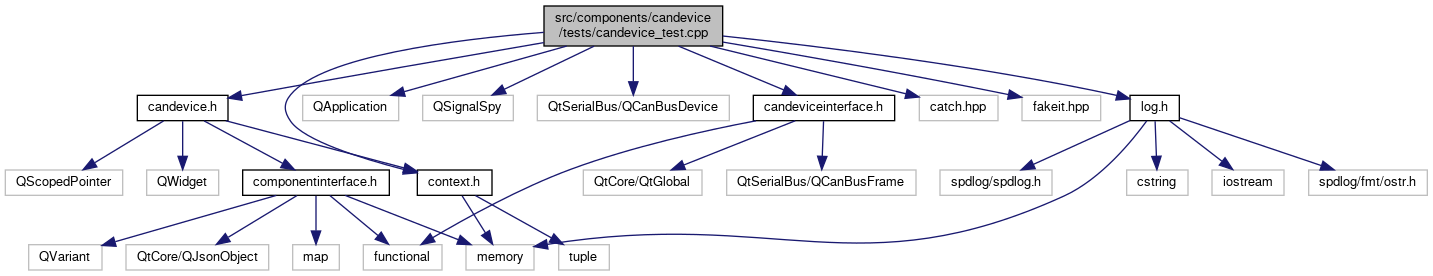 src/components/candevice
/tests/candevice_test.cpp
candevice.h
QApplication
QSignalSpy
QtSerialBus/QCanBusDevice
candeviceinterface.h
catch.hpp
fakeit.hpp
log.h
QScopedPointer
QWidget
componentinterface.h
context.h
QtCore/QtGlobal
QtSerialBus/QCanBusFrame
spdlog/spdlog.h
cstring
iostream
spdlog/fmt/ostr.h
QVariant
QtCore/QJsonObject
map
functional
memory
tuple